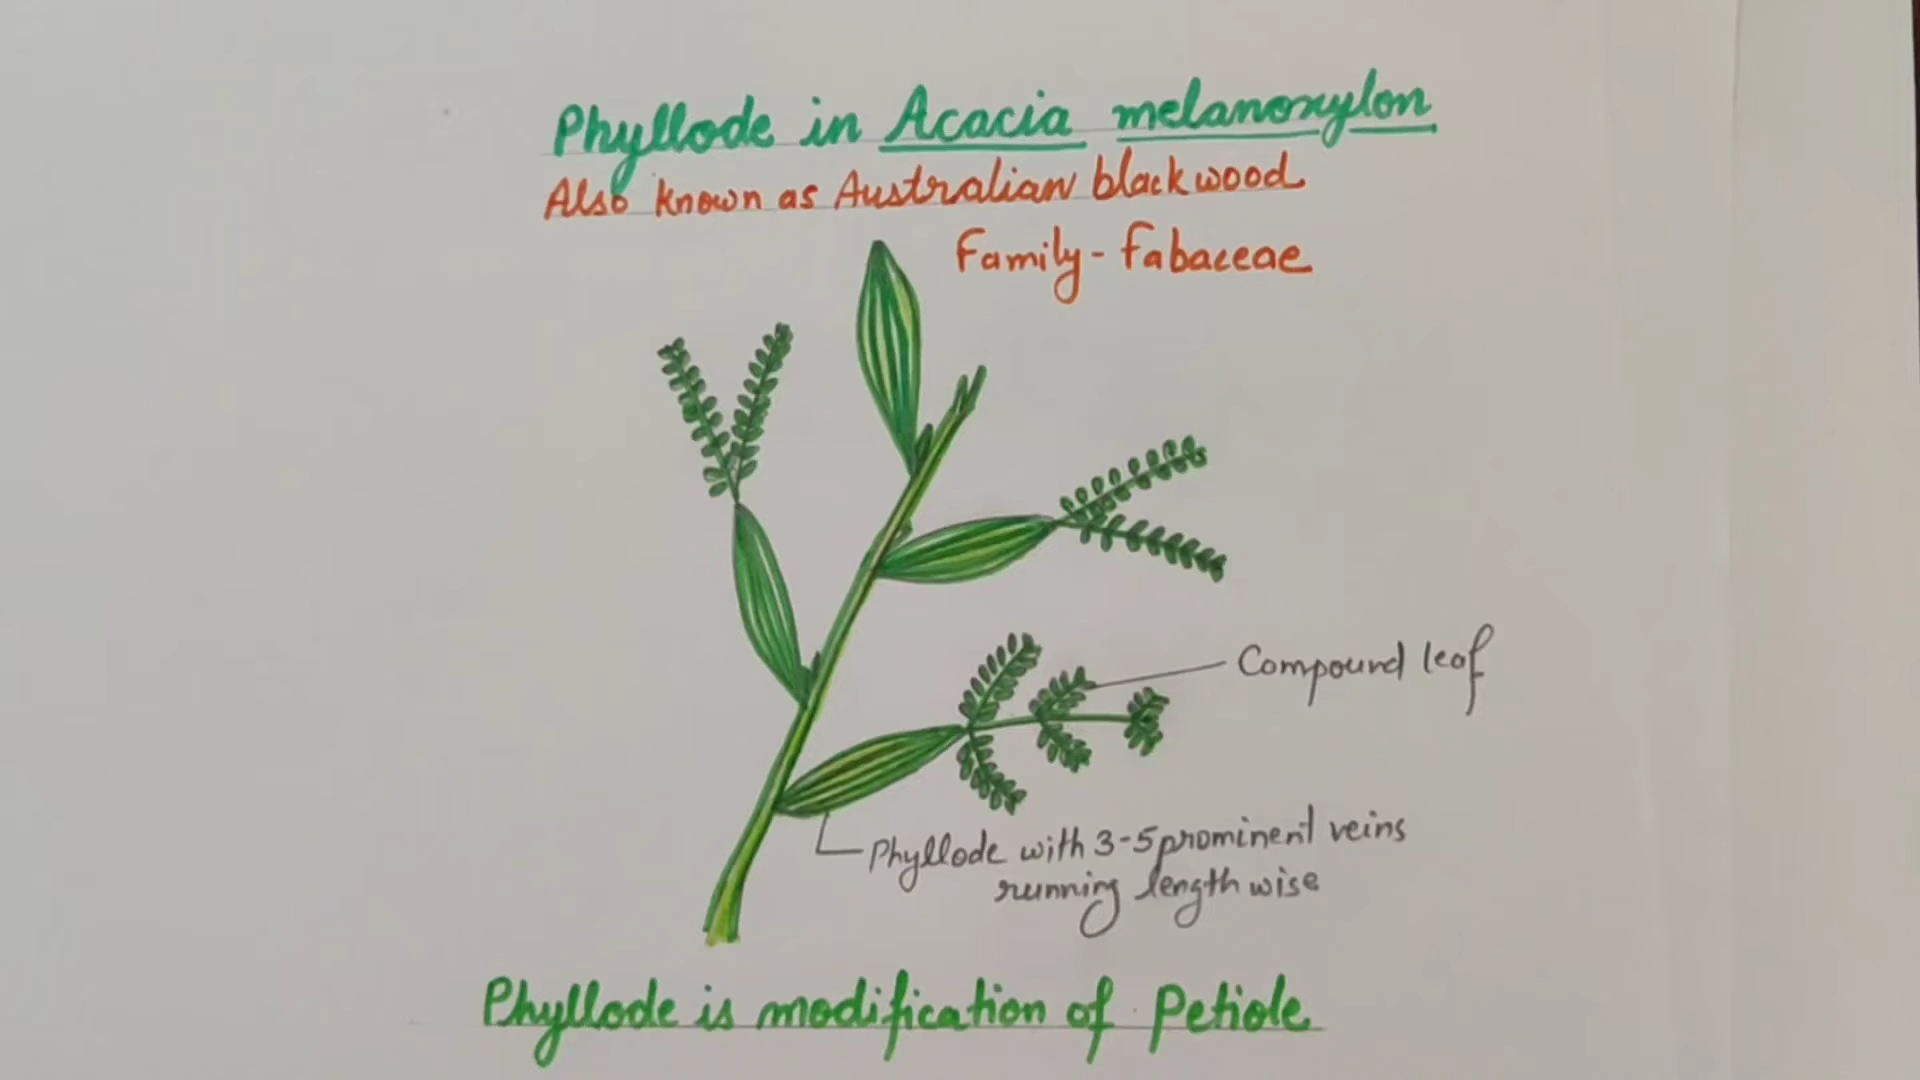 Phyllode in Acacia melanoxylon
Also known as Australian blackwood
Family - Fabaceae
Compound leaf
Phyllode with 3-5 prominent veins
running length wise
Phyllode is modification of Petiole